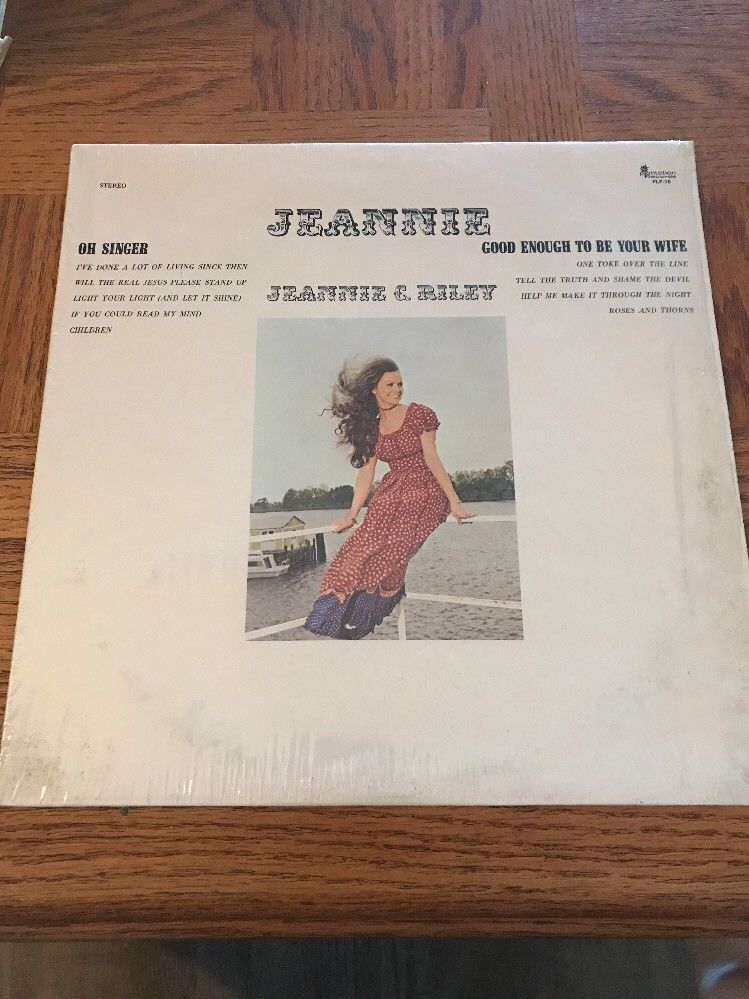 STEREO
Plantation
PLP-16
JEANNIE
OH SINGER
I'VE DONE A LOT OF LIVING SINCE THEN
WILL THE REAL JESUS PLEASE STAND UP
LIGHT YOUR LIGHT (AND LET IT SHINE)
IF YOU COULD READ MY MIND
CHILDREN
GOOD ENOUGH TO BE YOUR WIFE
ONE TOKE OVER THE LINE
TELL THE TRUTH AND SHAME THE DEVIL
HELP ME MAKE IT THROUGH THE NIGHT
ROSES AND THORNS
JEANNIE C. RILEY